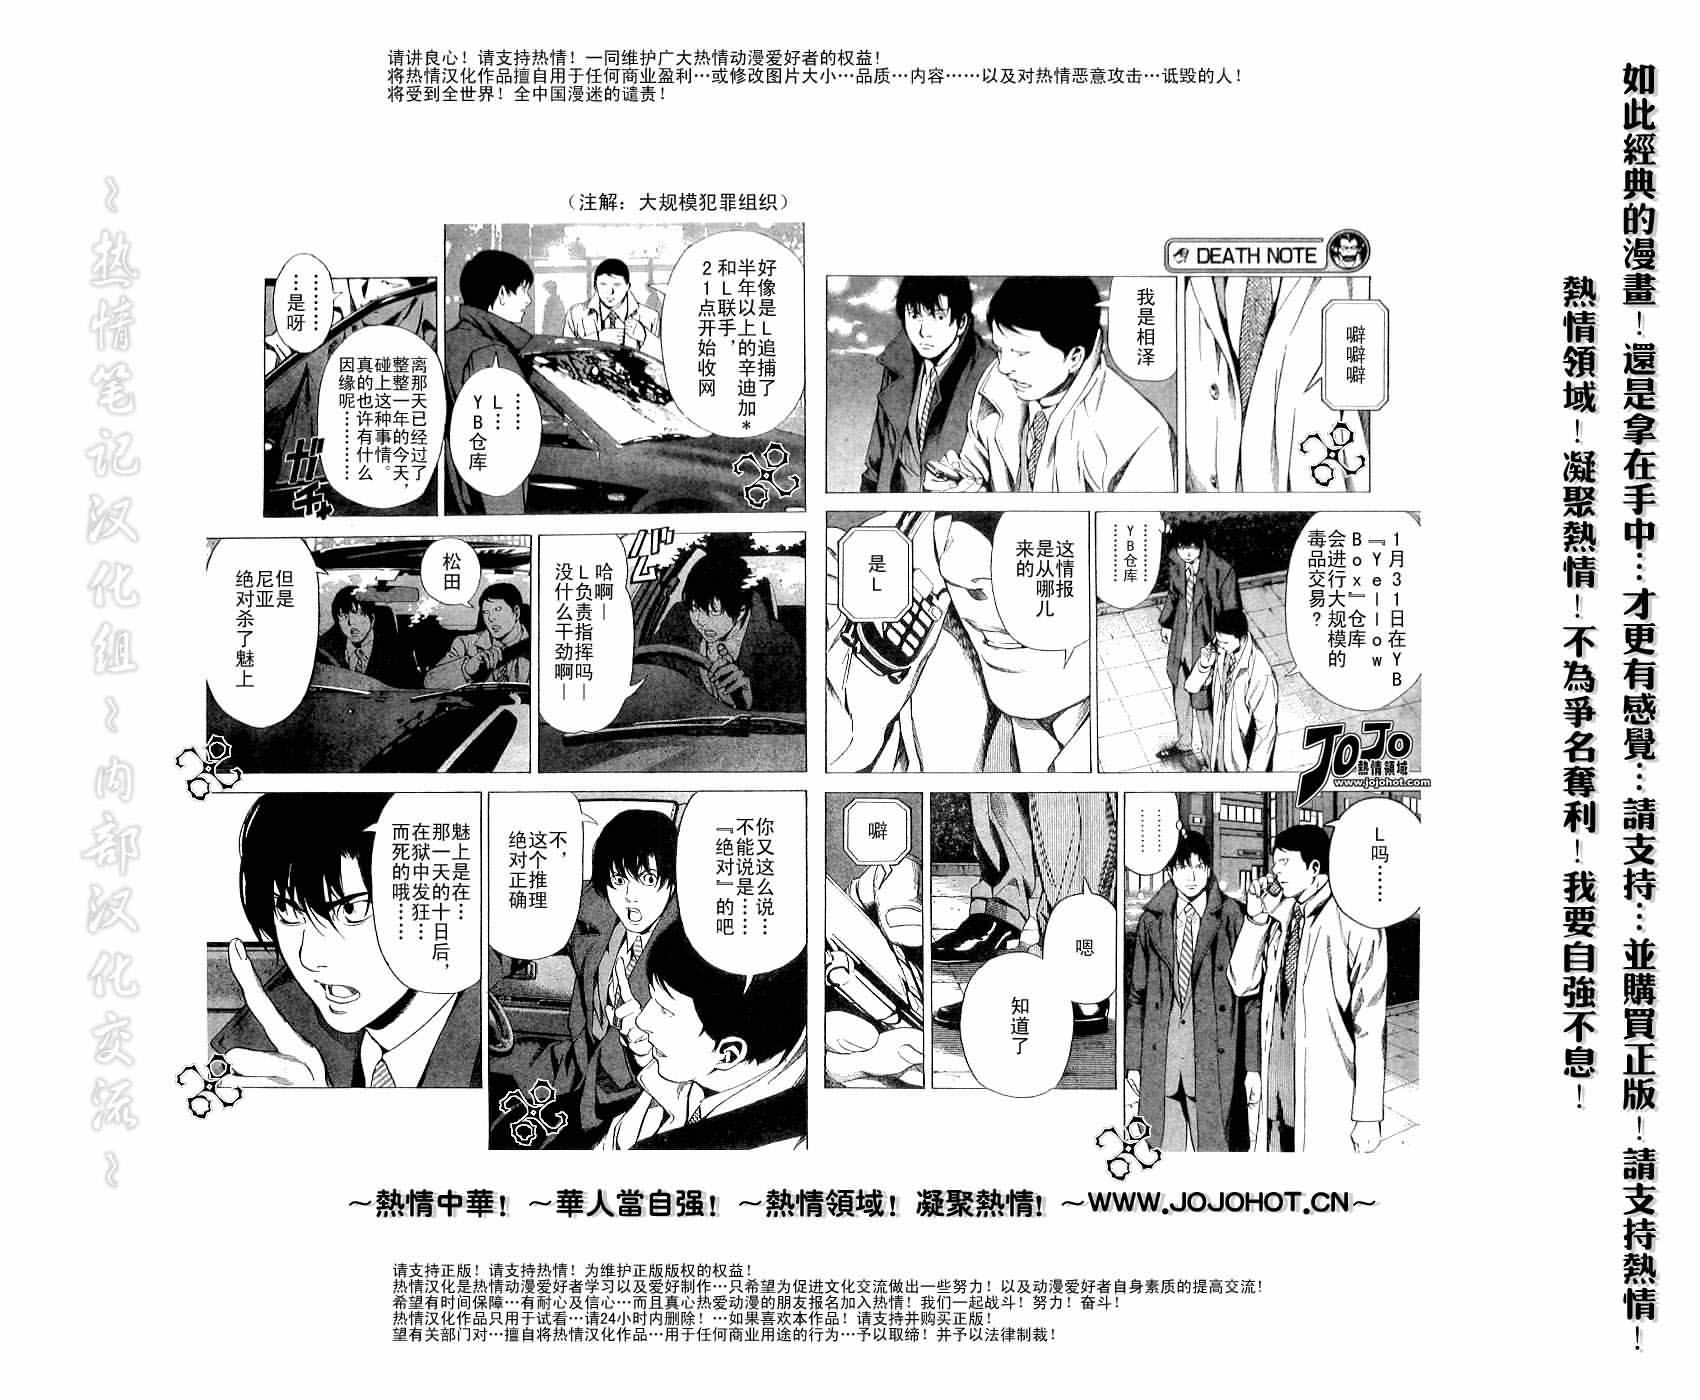 请讲良心！请支持热情！一同维护广大热情动漫爱好者的权益！
将热情汉化作品擅自用于任何商业盈利…或修改图片大小…品质…内容……以及对热情恶意攻击…诋毁的人！
将受到全世界！全中国漫迷的谴责！
如此經典的漫畫！還是拿在手中…才更有感覺…請支持…並購買正版！請支持熱情！
熱情領域！凝聚熱情！不為爭名奪利！我要自強不息！
DEATH NOTE
噼噼噼
我是相泽
1月31日在YB
『Yellow
Box』仓库
会进行大规模的
毒品交易？
………
YB仓库
………
这情报
是从哪儿
来的
是L
JOJO
熱情領域
www.jojohot.com
L吗……
………
嗯
知道了
噼
（注解：大规模犯罪组织）
好像是L追捕了
半年以上的辛迪加*
和L联手，
21点开始收网
……
L…
YB仓库
………
…是呀
离那天已经过了
整整一年的今天，
碰上这种事情。
真的也许有什么
因缘呢…………
ガチャ
バン
哈啊—
L负责指挥吗—
没什么干劲啊—
松田
但是
尼亚
绝对杀了魅上
你又这么说…
不能说是……
『绝对』的吧
不，
这个推理
绝对正确
魅上是在…
那一天的十日后，
在狱中发狂…
而死的哦……
～热情笔记汉化组～内部汉化交流～
～熱情中華！～華人當自强！～熱情領域！凝聚熱情！～WWW.JOJOHOT.CN～
请支持正版！请支持热情！为维护正版版权的权益！
热情汉化是热情动漫爱好者学习以及爱好制作…只希望为促进文化交流做出一些努力！以及动漫爱好者自身素质的提高交流！
希望有时间保障…有耐心及信心…而且真心热爱动漫的朋友报名加入热情！我们一起战斗！努力！奋斗！
热情汉化作品只用于试看…请24小时内删除！…如果喜欢本作品！请支持并购买正版！
望有关部门对…擅自将热情汉化作品…用于任何商业用途的行为…予以取缔！并予以法律制裁！